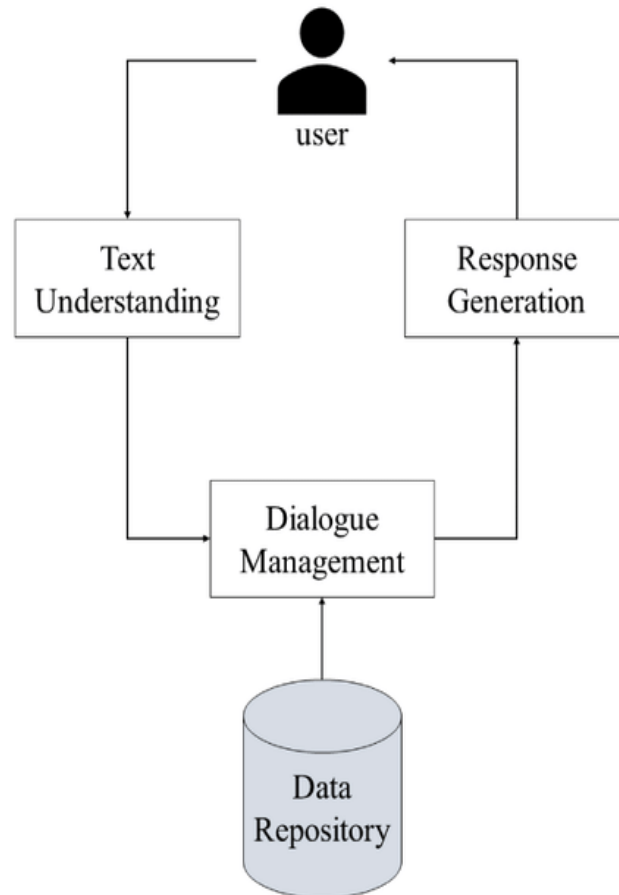 user
Text
Understanding
Response
Generation
Dialogue
Management
Data
Repository